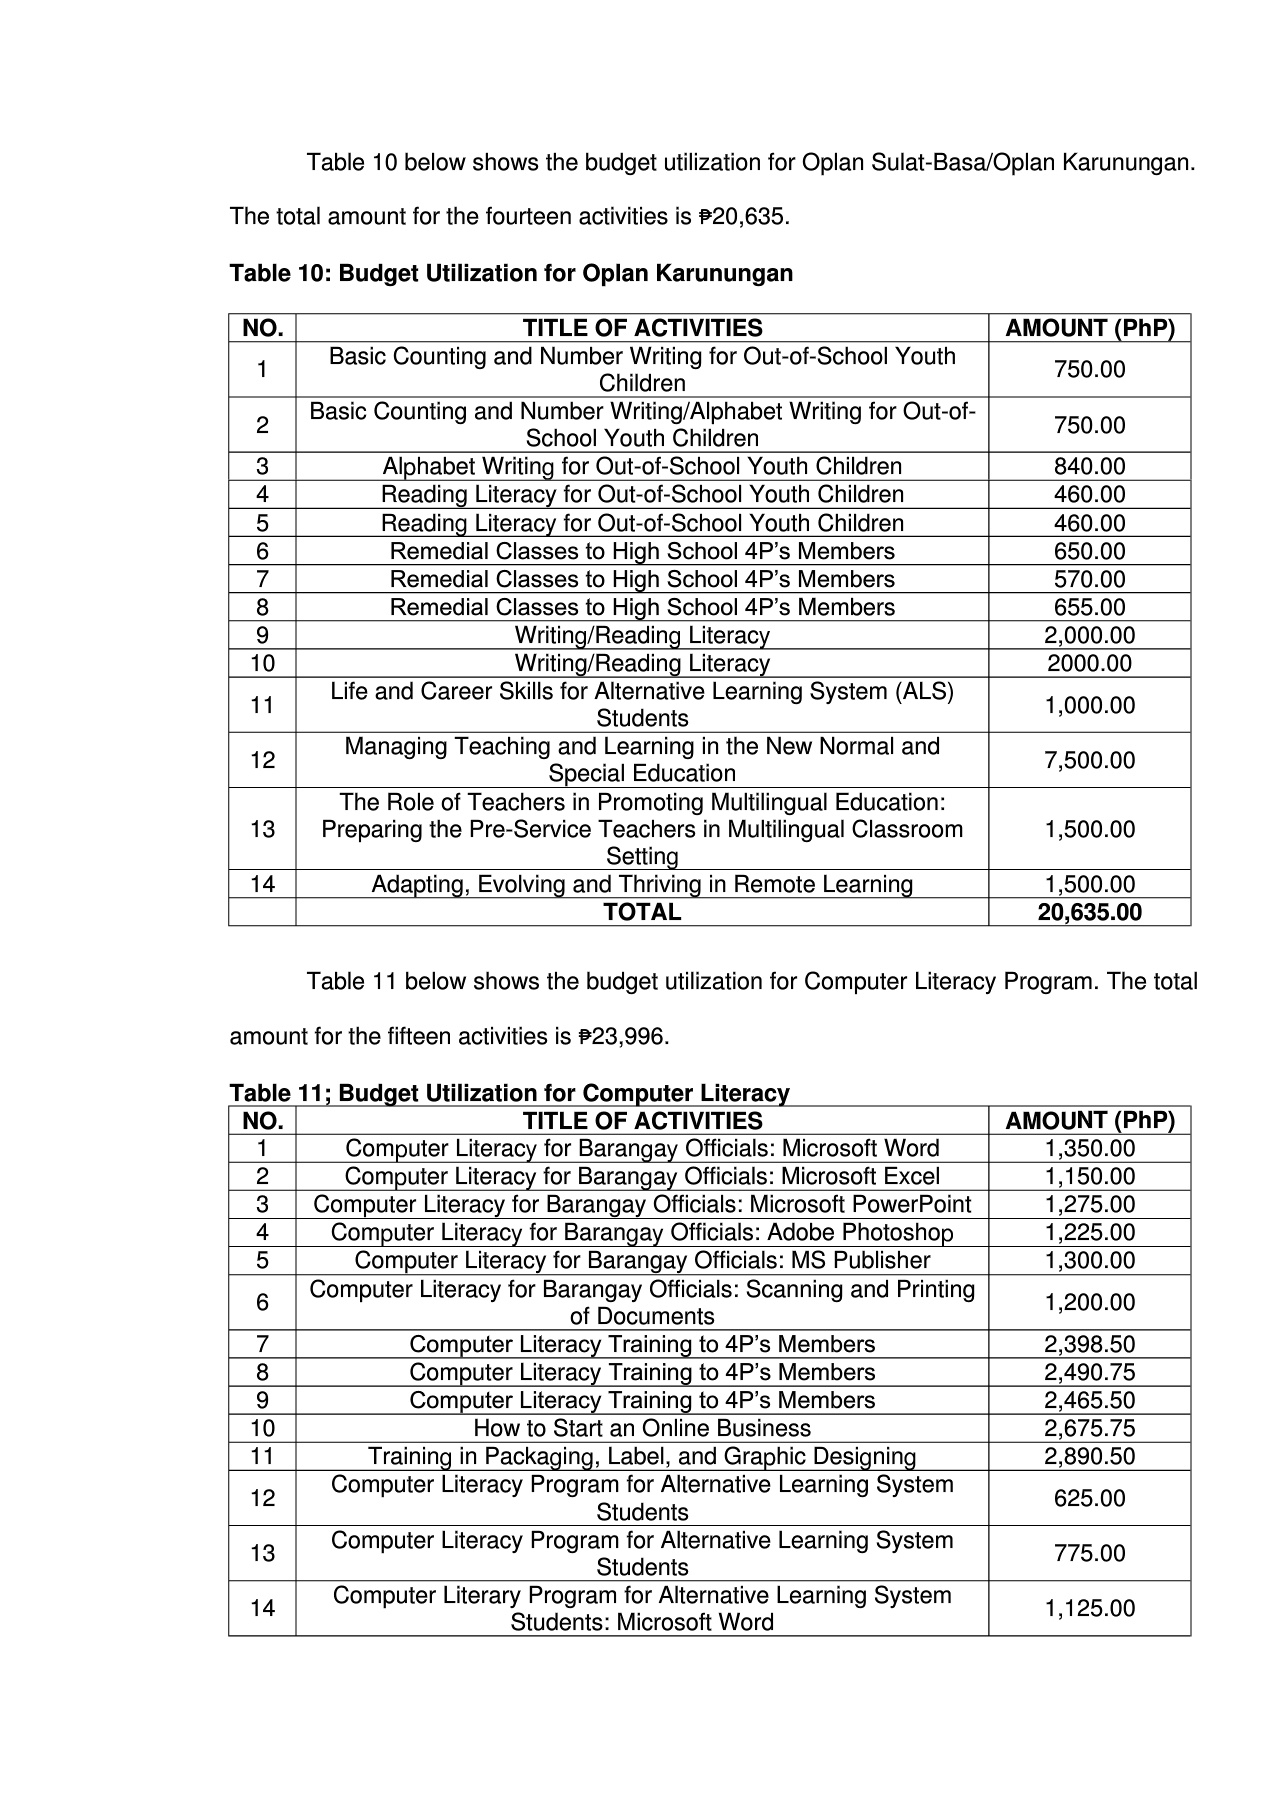 Table 10 below shows the budget utilization for Oplan Sulat-Basa/Oplan Karunungan.
The total amount for the fourteen activities is ₱20,635.
Table 10: Budget Utilization for Oplan Karunungan
NO. TITLE OF ACTIVITIES AMOUNT (PhP)
1 Basic Counting and Number Writing for Out-of-School Youth
Children 750.00
2 Basic Counting and Number Writing/Alphabet Writing for Out-of-
School Youth Children 750.00
3 Alphabet Writing for Out-of-School Youth Children 840.00
4 Reading Literacy for Out-of-School Youth Children 460.00
5 Reading Literacy for Out-of-School Youth Children 460.00
6 Remedial Classes to High School 4P's Members 650.00
7 Remedial Classes to High School 4P's Members 570.00
8 Remedial Classes to High School 4P's Members 655.00
9 Writing/Reading Literacy 2,000.00
10 Writing/Reading Literacy 2000.00
11 Life and Career Skills for Alternative Learning System (ALS)
Students 1,000.00
12 Managing Teaching and Learning in the New Normal and
Special Education 7,500.00
13 The Role of Teachers in Promoting Multilingual Education:
Preparing the Pre-Service Teachers in Multilingual Classroom
Setting 1,500.00
14 Adapting, Evolving and Thriving in Remote Learning 1,500.00
TOTAL 20,635.00
Table 11 below shows the budget utilization for Computer Literacy Program. The total
amount for the fifteen activities is ₱23,996.
Table 11; Budget Utilization for Computer Literacy
NO. TITLE OF ACTIVITIES AMOUNT (PhP)
1 Computer Literacy for Barangay Officials: Microsoft Word 1,350.00
2 Computer Literacy for Barangay Officials: Microsoft Excel 1,150.00
3 Computer Literacy for Barangay Officials: Microsoft PowerPoint 1,275.00
4 Computer Literacy for Barangay Officials: Adobe Photoshop 1,225.00
5 Computer Literacy for Barangay Officials: MS Publisher 1,300.00
6 Computer Literacy for Barangay Officials: Scanning and Printing
of Documents 1,200.00
7 Computer Literacy Training to 4P's Members 2,398.50
8 Computer Literacy Training to 4P's Members 2,490.75
9 Computer Literacy Training to 4P's Members 2,465.50
10 How to Start an Online Business 2,675.75
11 Training in Packaging, Label, and Graphic Designing 2,890.50
12 Computer Literacy Program for Alternative Learning System
Students 625.00
13 Computer Literacy Program for Alternative Learning System
Students 775.00
14 Computer Literary Program for Alternative Learning System
Students: Microsoft Word 1,125.00